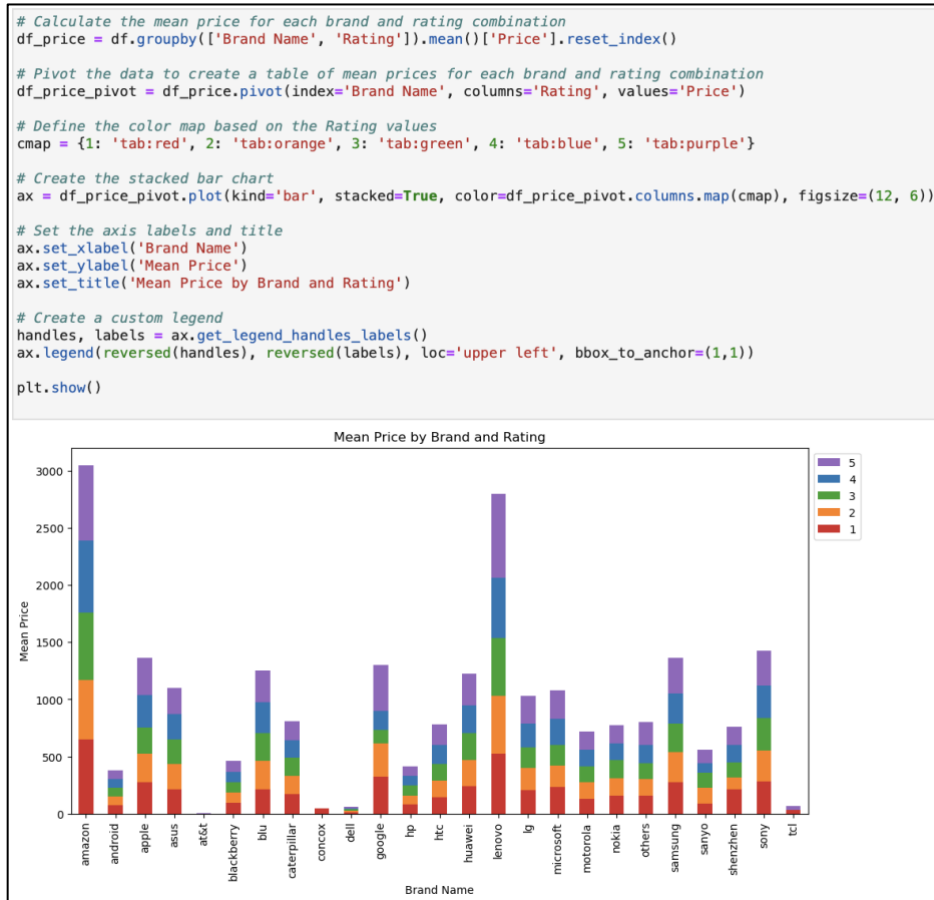 # Calculate the mean price for each brand and rating combination
df_price = df.groupby(['Brand Name', 'Rating']).mean()['Price'].reset_index()
# Pivot the data to create a table of mean prices for each brand and rating combination
df_price_pivot = df_price.pivot(index='Brand Name', columns='Rating', values='Price')
# Define the color map based on the Rating values
cmap = {1: 'tab:red', 2: 'tab:orange', 3: 'tab:green', 4: 'tab:blue', 5: 'tab:purple'}
# Create the stacked bar chart
ax = df_price_pivot.plot(kind='bar', stacked=True, color=df_price_pivot.columns.map(cmap), figsize=(12, 6))
# Set the axis labels and title
ax.set_xlabel('Brand Name')
ax.set_ylabel('Mean Price')
ax.set_title('Mean Price by Brand and Rating')
# Create a custom legend
handles, labels = ax.get_legend_handles_labels()
ax.legend(reversed(handles), reversed(labels), loc='upper left', bbox_to_anchor=(1,1))
plt.show()
Mean Price by Brand and Rating
5
4
3
2
1
Mean Price
3000
2500
2000
1500
1000
500
0
amazon
android
apple
asus
at&t
blackberry
blu
caterpillar
concox
dell
google
hp
htc
huawei
lenovo
lg
microsoft
motorola
nokia
others
samsung
sanyo
shenzhen
sony
tcl
Brand Name